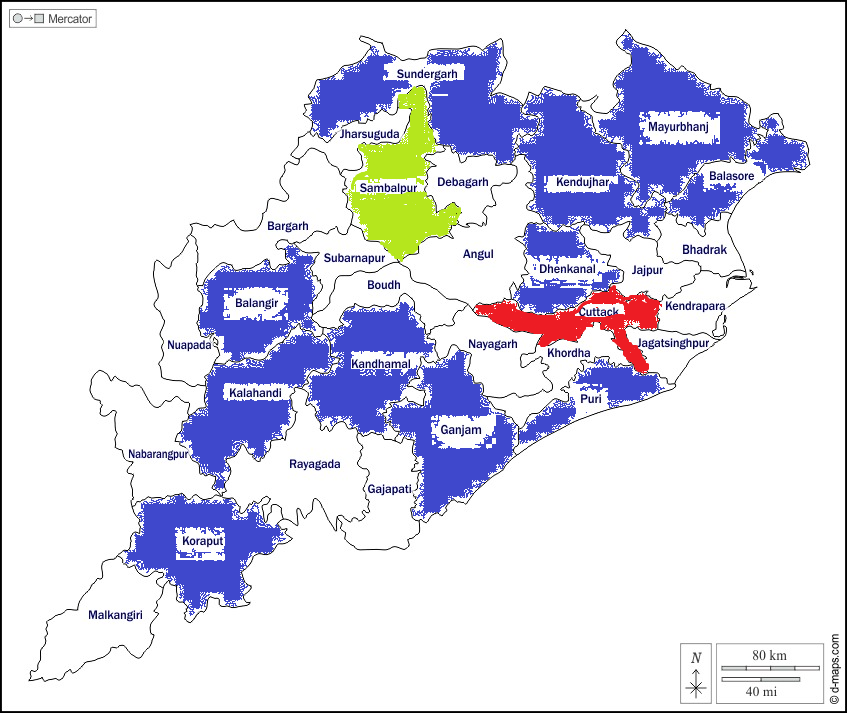 Mercator
Sundergarh
Jharsuguda
Mayurbhanj
Sambalpur
Debagarh
Kendujhar
Balasore
Bargarh
Subarnapur
Angul
Bhadrak
Dhenkanal
Jajpur
Boudh
Balangir
Cuttack
Kendrapara
Nuapada
Nayagarh
Khordha
Jagatsinghpur
Kandhamal
Kalahandi
Puri
Ganjam
Nabarangpur
Rayagada
Gajapati
Koraput
Malkangiri
N
80 km
40 mi
© d-maps.com